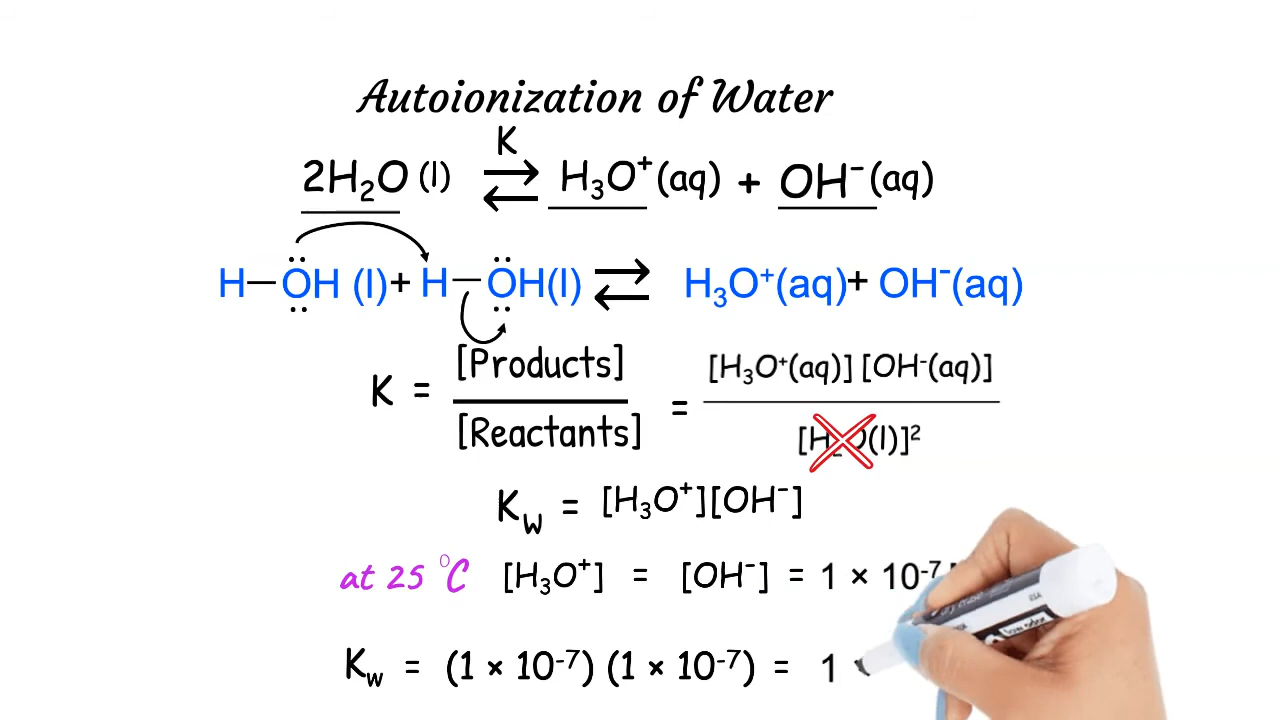 Autoionization of Water
K
2H₂O (l) ⇌ H₃O⁺(aq) + OH⁻(aq)
H–ÖH (l) + H–ÖH(l) ⇌ H₃O⁺(aq) + OH⁻(aq)
K = [Products] / [Reactants] = [H₃O⁺(aq)] [OH⁻(aq)] / [H₂O(l)]²
K_w = [H₃O⁺][OH⁻]
at 25 °C [H₃O⁺] = [OH⁻] = 1 × 10⁻⁷
K_w = (1 × 10⁻⁷) (1 × 10⁻⁷) = 1